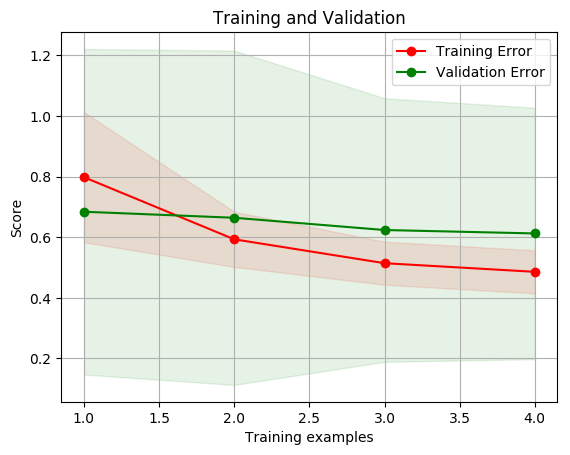 Training and Validation
Training Error
Validation Error
Score
1.2
1.0
0.8
0.6
0.4
0.2
1.0 1.5 2.0 2.5 3.0 3.5 4.0
Training examples